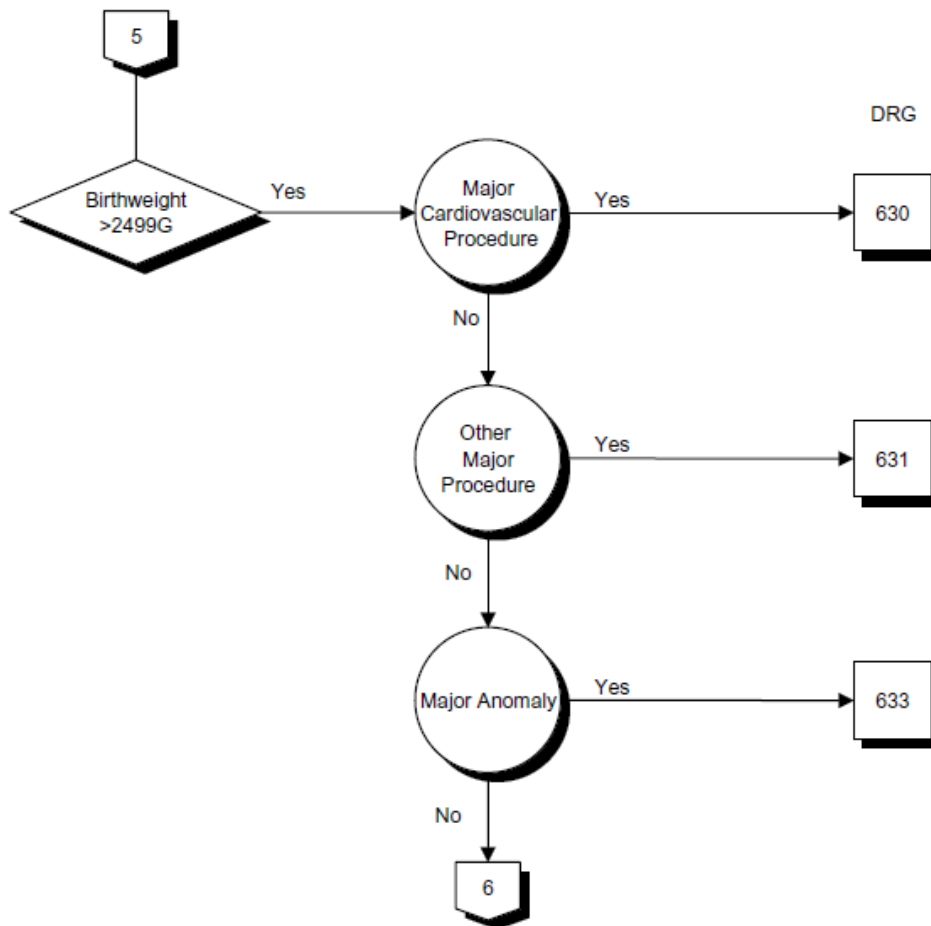 5
DRG
Birthweight
>2499G
Yes
Major
Cardiovascular
Procedure
Yes
630
No
Other
Major
Procedure
Yes
631
No
Major Anomaly
Yes
633
No
6